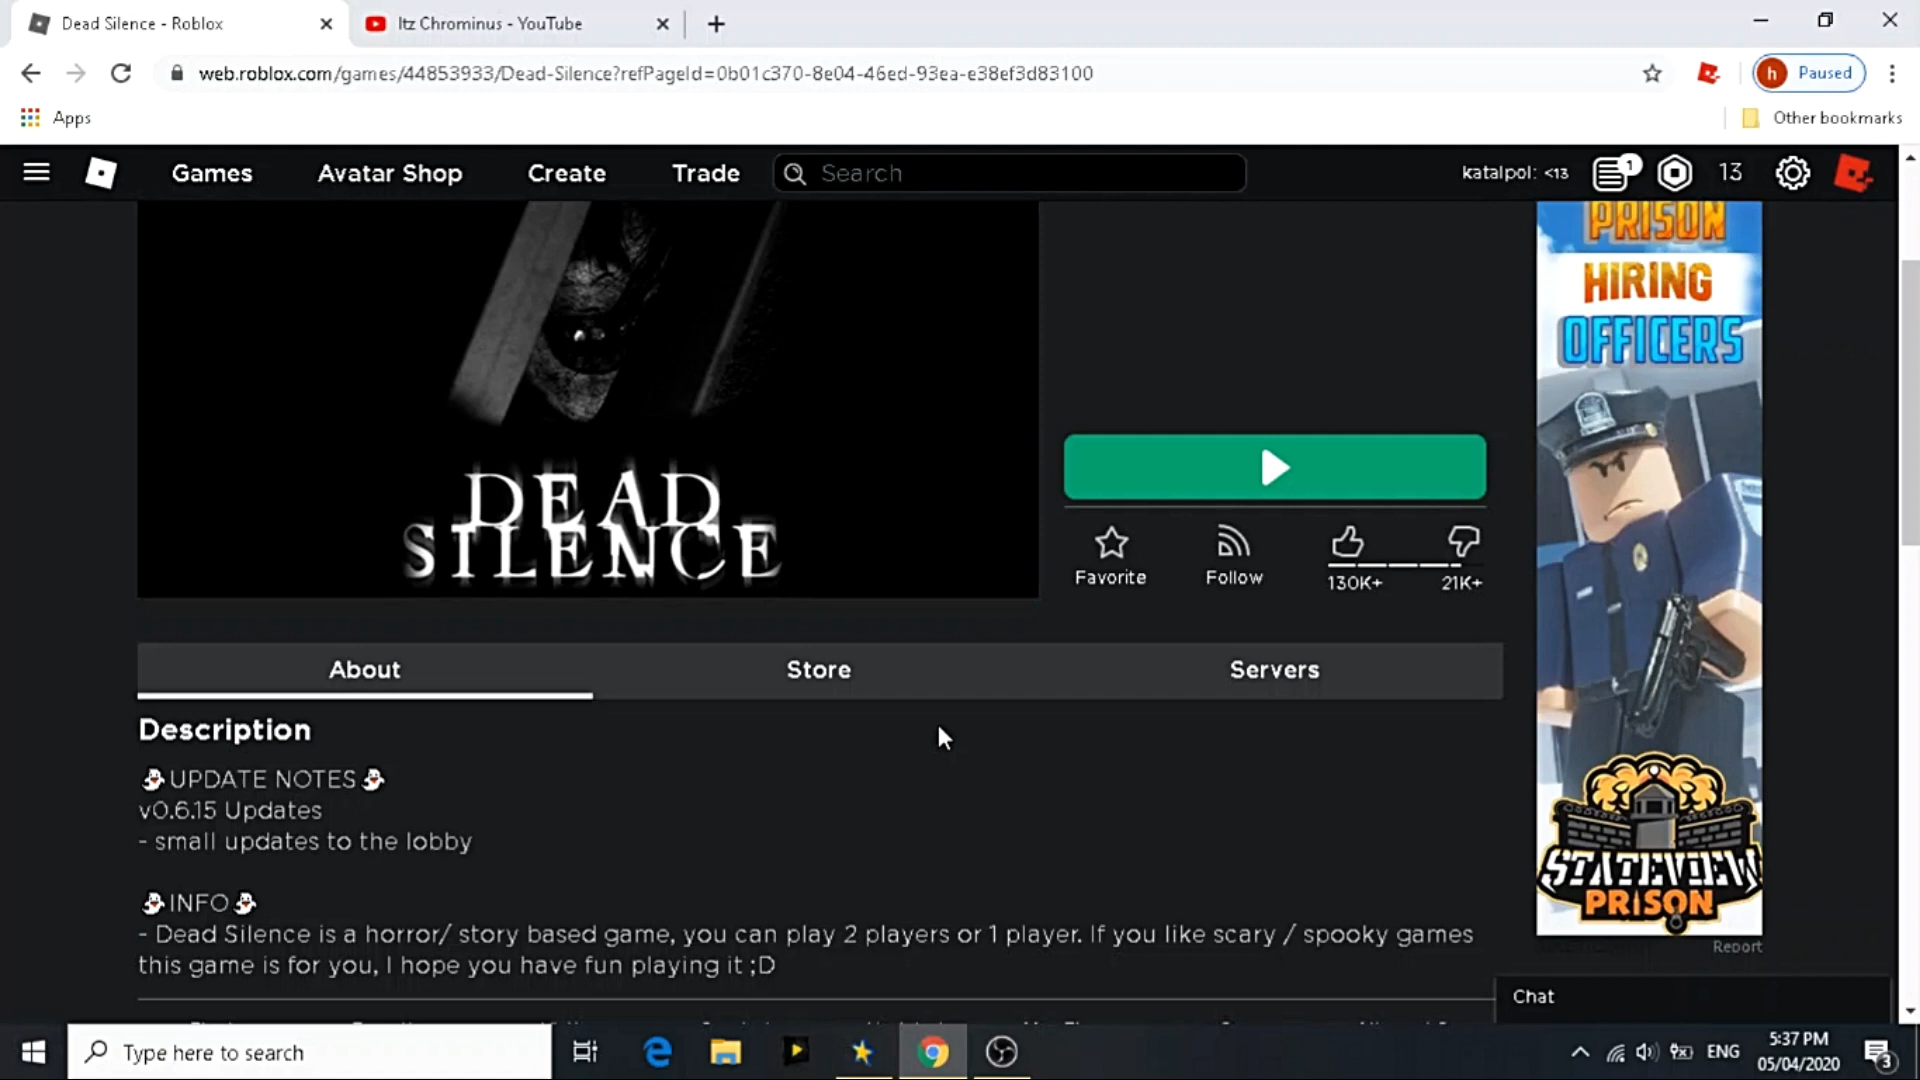 Dead Silence - Roblox
Itz Chrominus - YouTube
web.roblox.com/games/44853933/Dead-Silence?refPageId=0b01c370-8e04-46ed-93ea-e38ef3d83100
h Paused
Apps
Other bookmarks
Games
Avatar Shop
Create
Trade
Search
katalpol: <13
1
13
PRISON
HIRING
OFFICERS
DEAD
SILENCE
Favorite
Follow
130K+
21K+
About
Store
Servers
Description
UPDATE NOTES
v0.6.15 Updates
- small updates to the lobby
INFO
- Dead Silence is a horror/ story based game, you can play 2 players or 1 player. If you like scary / spooky games
this game is for you, I hope you have fun playing it ;D
STATEVIEW
PRISON
Report
Chat
Type here to search
ENG
5:37 PM
05/04/2020
3